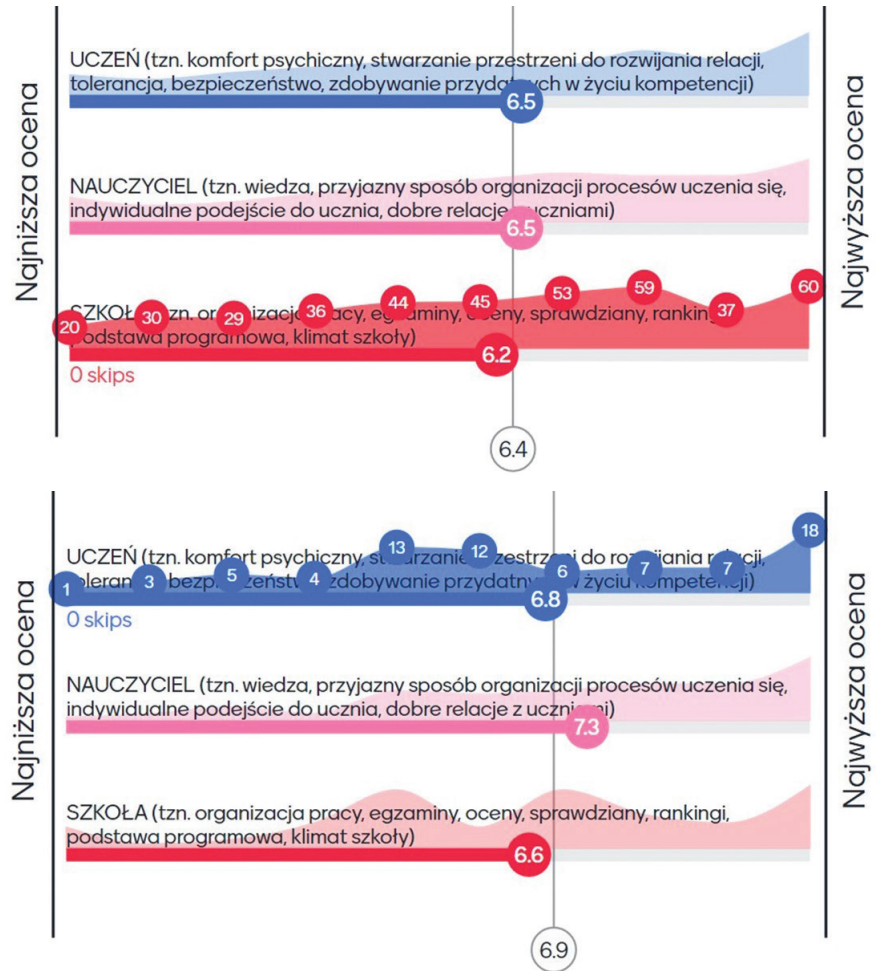 Najniższa ocena
UCZEŃ (tzn. komfort psychiczny, stwarzanie przestrzeni do rozwijania relacji,
tolerancja, bezpieczeństwo, zdobywanie przydatnych w życiu kompetencji)
6.5
NAUCZYCIEL (tzn. wiedza, przyjazny sposób organizacji procesów uczenia się,
indywidualne podejście do ucznia, dobre relacje z uczniami)
6.5
20 30 29 36 44 45 53 59 37 60
SZKOŁA (tzn. organizacja pracy, egzaminy, oceny, sprawdziany, rankingi,
podstawa programowa, klimat szkoły)
6.2
0 skips
6.4
Najwyższa ocena
Najniższa ocena
1 3 5 4 13 12 6 7 7 18
UCZEŃ (tzn. komfort psychiczny, stwarzanie przestrzeni do rozwijania relacji,
tolerancja, bezpieczeństwo, zdobywanie przydatnych w życiu kompetencji)
6.8
0 skips
NAUCZYCIEL (tzn. wiedza, przyjazny sposób organizacji procesów uczenia się,
indywidualne podejście do ucznia, dobre relacje z uczniami)
7.3
SZKOŁA (tzn. organizacja pracy, egzaminy, oceny, sprawdziany, rankingi,
podstawa programowa, klimat szkoły)
6.6
6.9
Najwyższa ocena